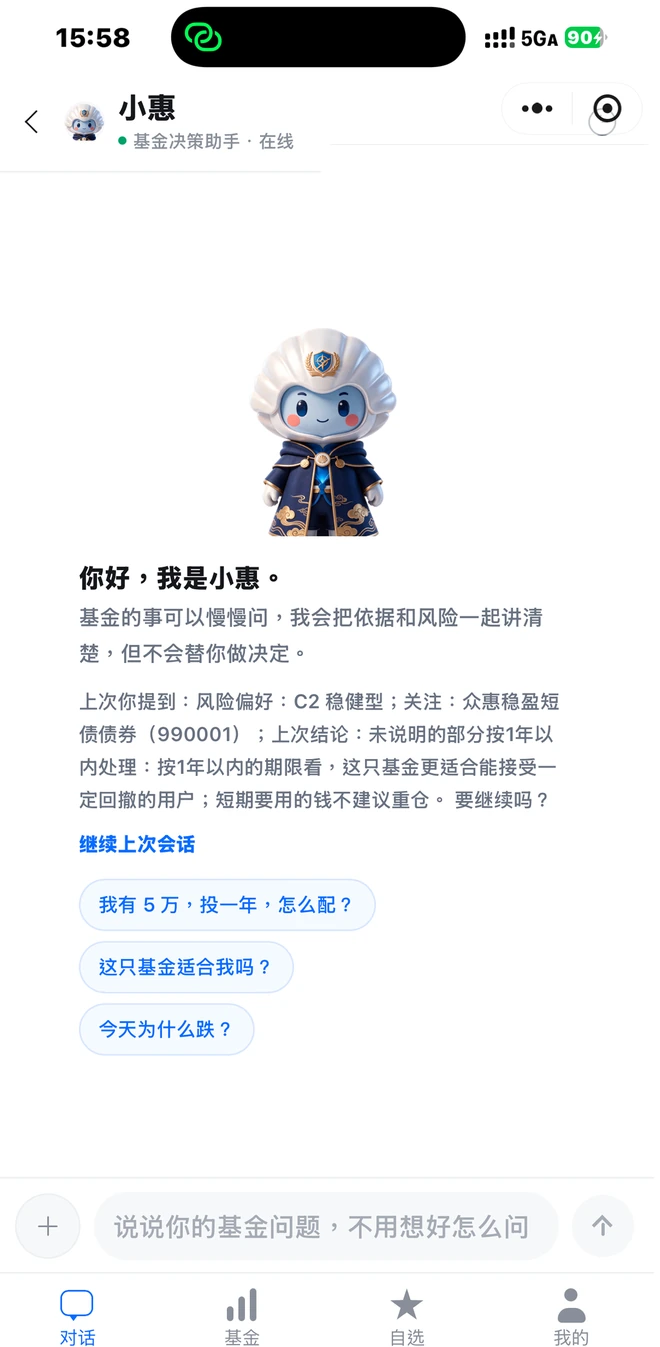 15:58
5GA
90
小惠
基金决策助手 · 在线
你好，我是小惠。
基金的事可以慢慢问，我会把依据和风险一起讲清
楚，但不会替你做决定。
上次你提到：风险偏好：C2 稳健型；关注：众惠稳盈短
债债券（990001）；上次结论：未说明的部分按1年以
内处理：按1年以内的期限看，这只基金更适合能接受一
定回撤的用户；短期要用的钱不建议重仓。 要继续吗？
继续上次会话
我有 5 万，投一年，怎么配？
这只基金适合我吗？
今天为什么跌？
说说你的基金问题，不用想好怎么问
对话
基金
自选
我的